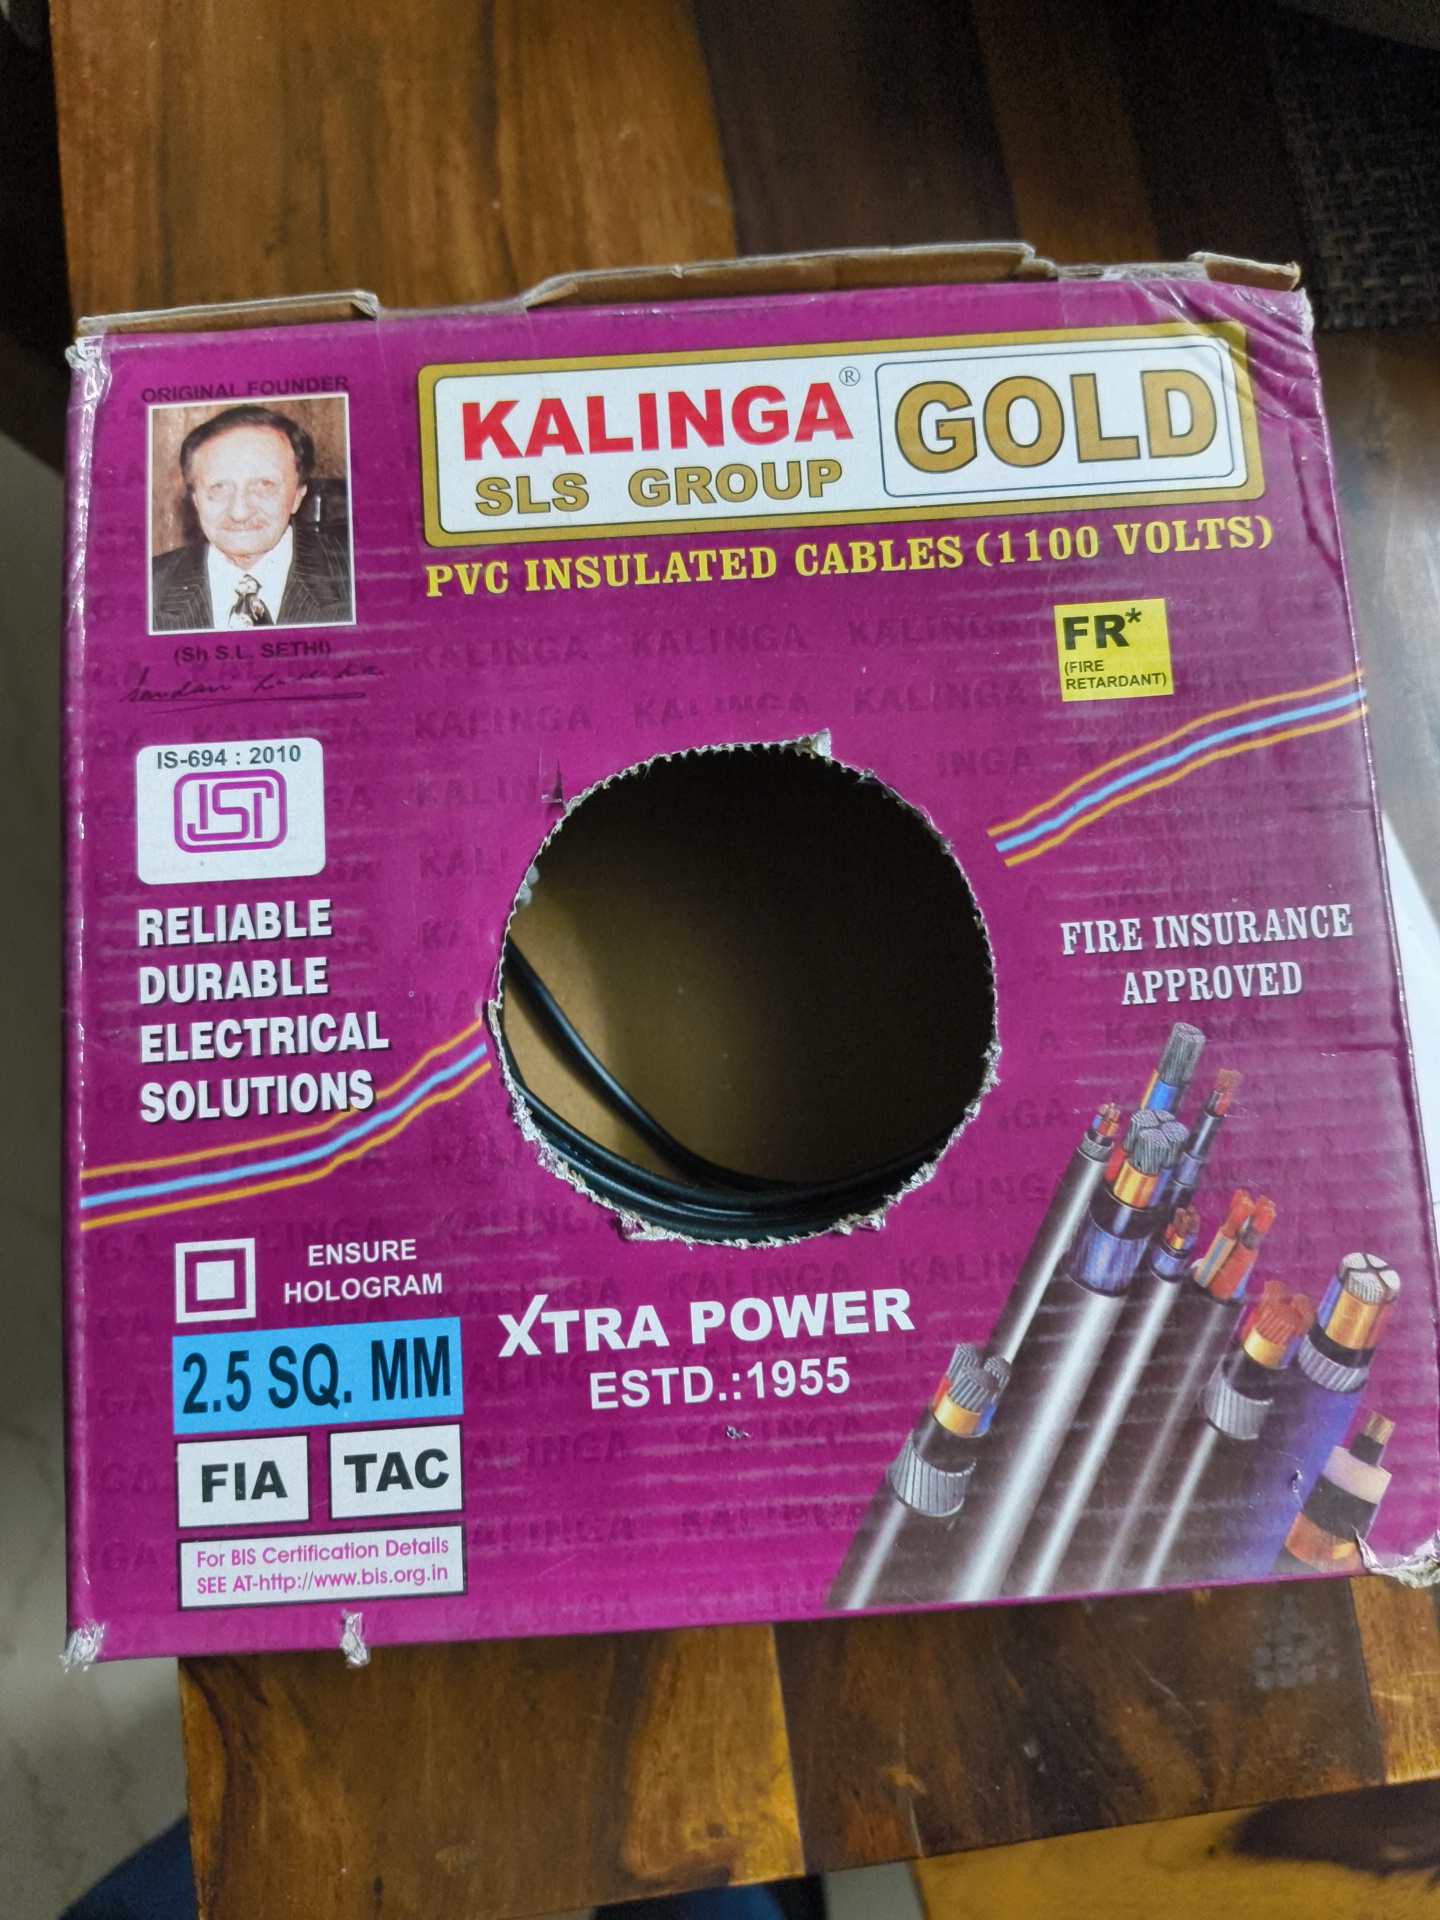 ORIGINAL FOUNDER
(Sh S.L. SETHI)
KALINGA®
SLS GROUP
GOLD
PVC INSULATED CABLES (1100 VOLTS)
FR*
(FIRE
RETARDANT)
IS-694 : 2010
ISI
RELIABLE
DURABLE
ELECTRICAL
SOLUTIONS
FIRE INSURANCE
APPROVED
ENSURE
HOLOGRAM
2.5 SQ. MM
FIA
TAC
For BIS Certification Details
SEE AT-http://www.bis.org.in
XTRA POWER
ESTD.:1955